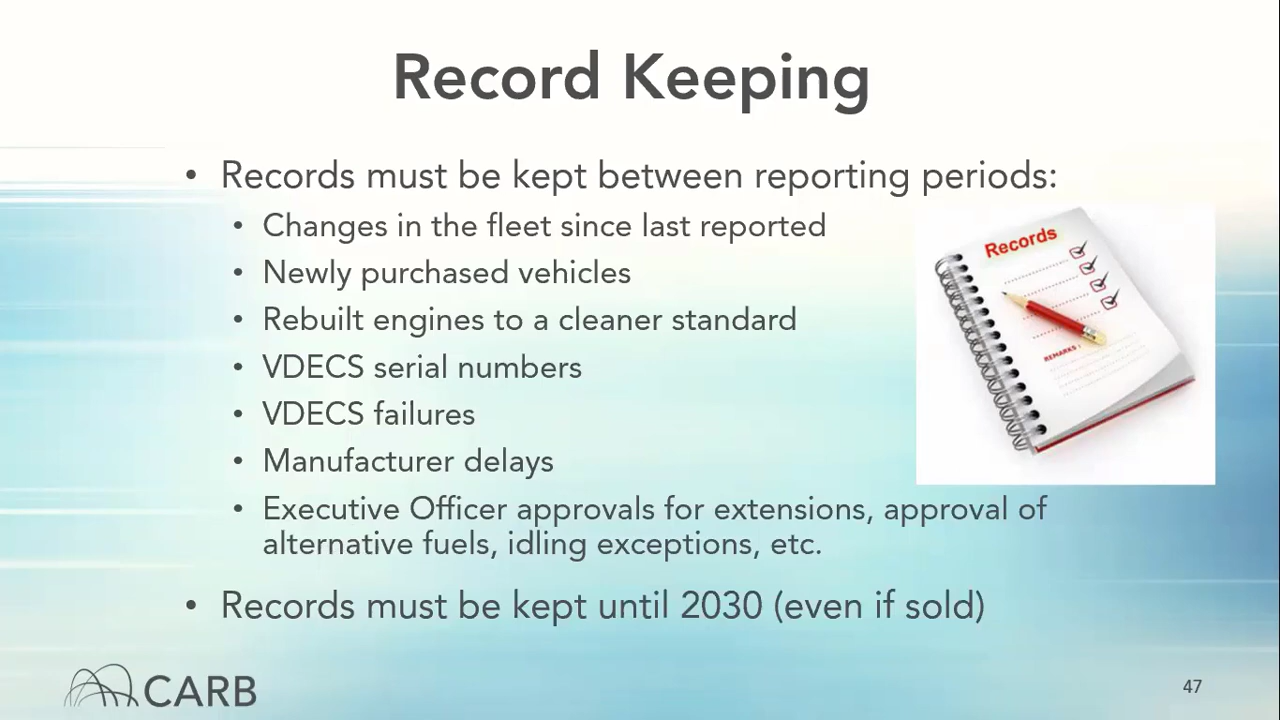 Record Keeping
• Records must be kept between reporting periods:
• Changes in the fleet since last reported
• Newly purchased vehicles
• Rebuilt engines to a cleaner standard
• VDECS serial numbers
• VDECS failures
• Manufacturer delays
• Executive Officer approvals for extensions, approval of
alternative fuels, idling exceptions, etc.
• Records must be kept until 2030 (even if sold)
Records
REMARKS :
CARB
47